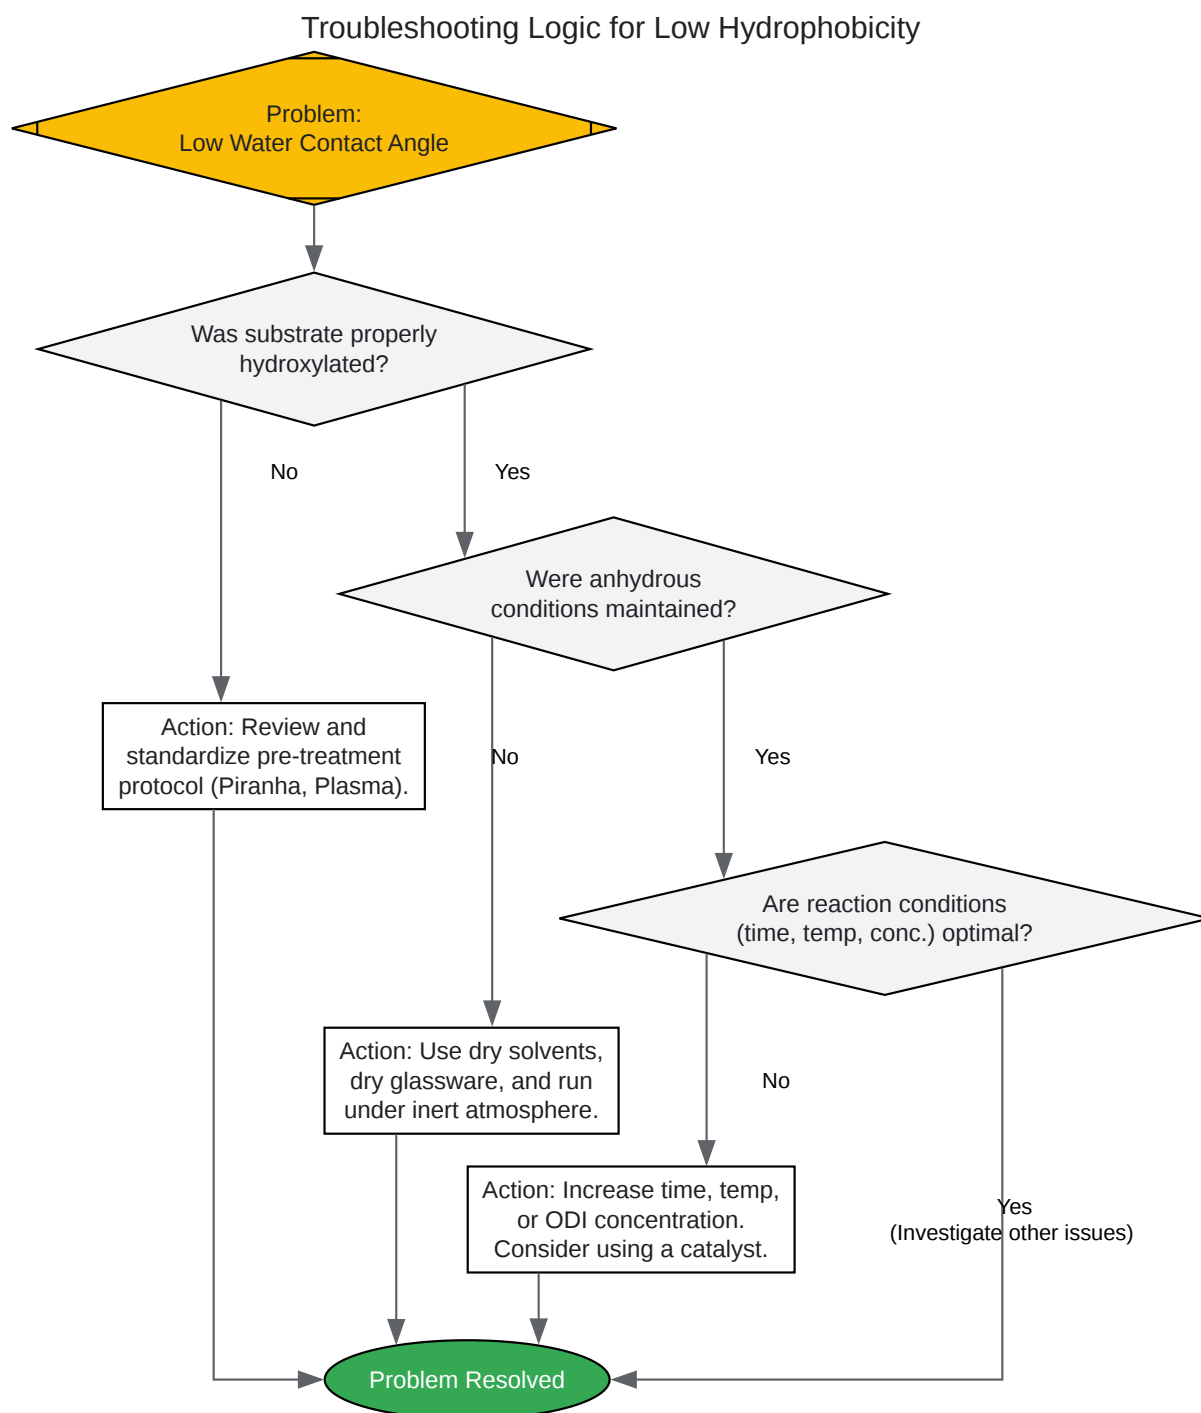 Troubleshooting Logic for Low Hydrophobicity
Problem:
Low Water Contact Angle
Was substrate properly
hydroxylated?
No
Yes
Were anhydrous
conditions maintained?
Action: Review and
standardize pre-treatment
protocol (Piranha, Plasma).
No
Yes
Are reaction conditions
(time, temp, conc.) optimal?
Action: Use dry solvents,
dry glassware, and run
under inert atmosphere.
No
Action: Increase time, temp,
or ODI concentration.
Consider using a catalyst.
Yes
(Investigate other issues)
Problem Resolved